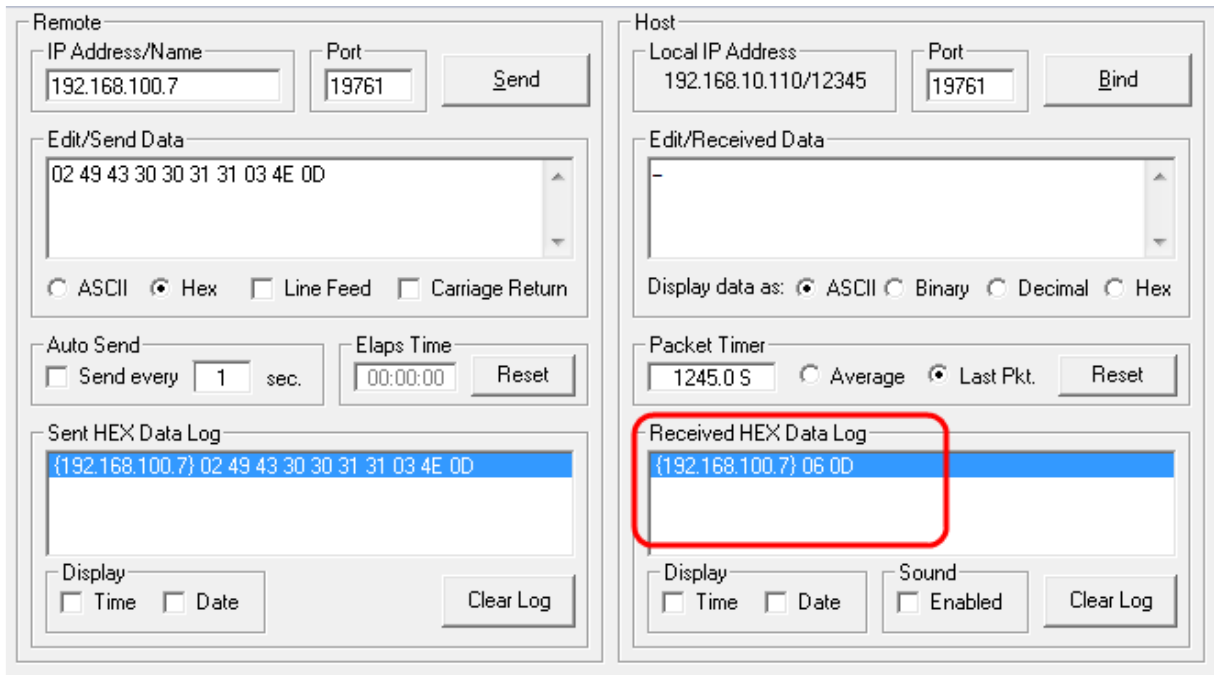 Remote
IP Address/Name
Port
192.168.100.7
19761
Send
Edit/Send Data
02 49 43 30 30 31 31 03 4E 0D
ASCII Hex Line Feed Carriage Return
Auto Send
Send every 1 sec.
Elaps Time
00:00:00
Reset
Sent HEX Data Log
{192.168.100.7} 02 49 43 30 30 31 31 03 4E 0D
Display
Time Date
Clear Log
Host
Local IP Address
Port
192.168.10.110/12345
19761
Bind
Edit/Received Data
–
Display data as: ASCII Binary Decimal Hex
Packet Timer
1245.0 S
Average Last Pkt.
Reset
Received HEX Data Log
{192.168.100.7} 06 0D
Display
Time Date
Sound
Enabled
Clear Log